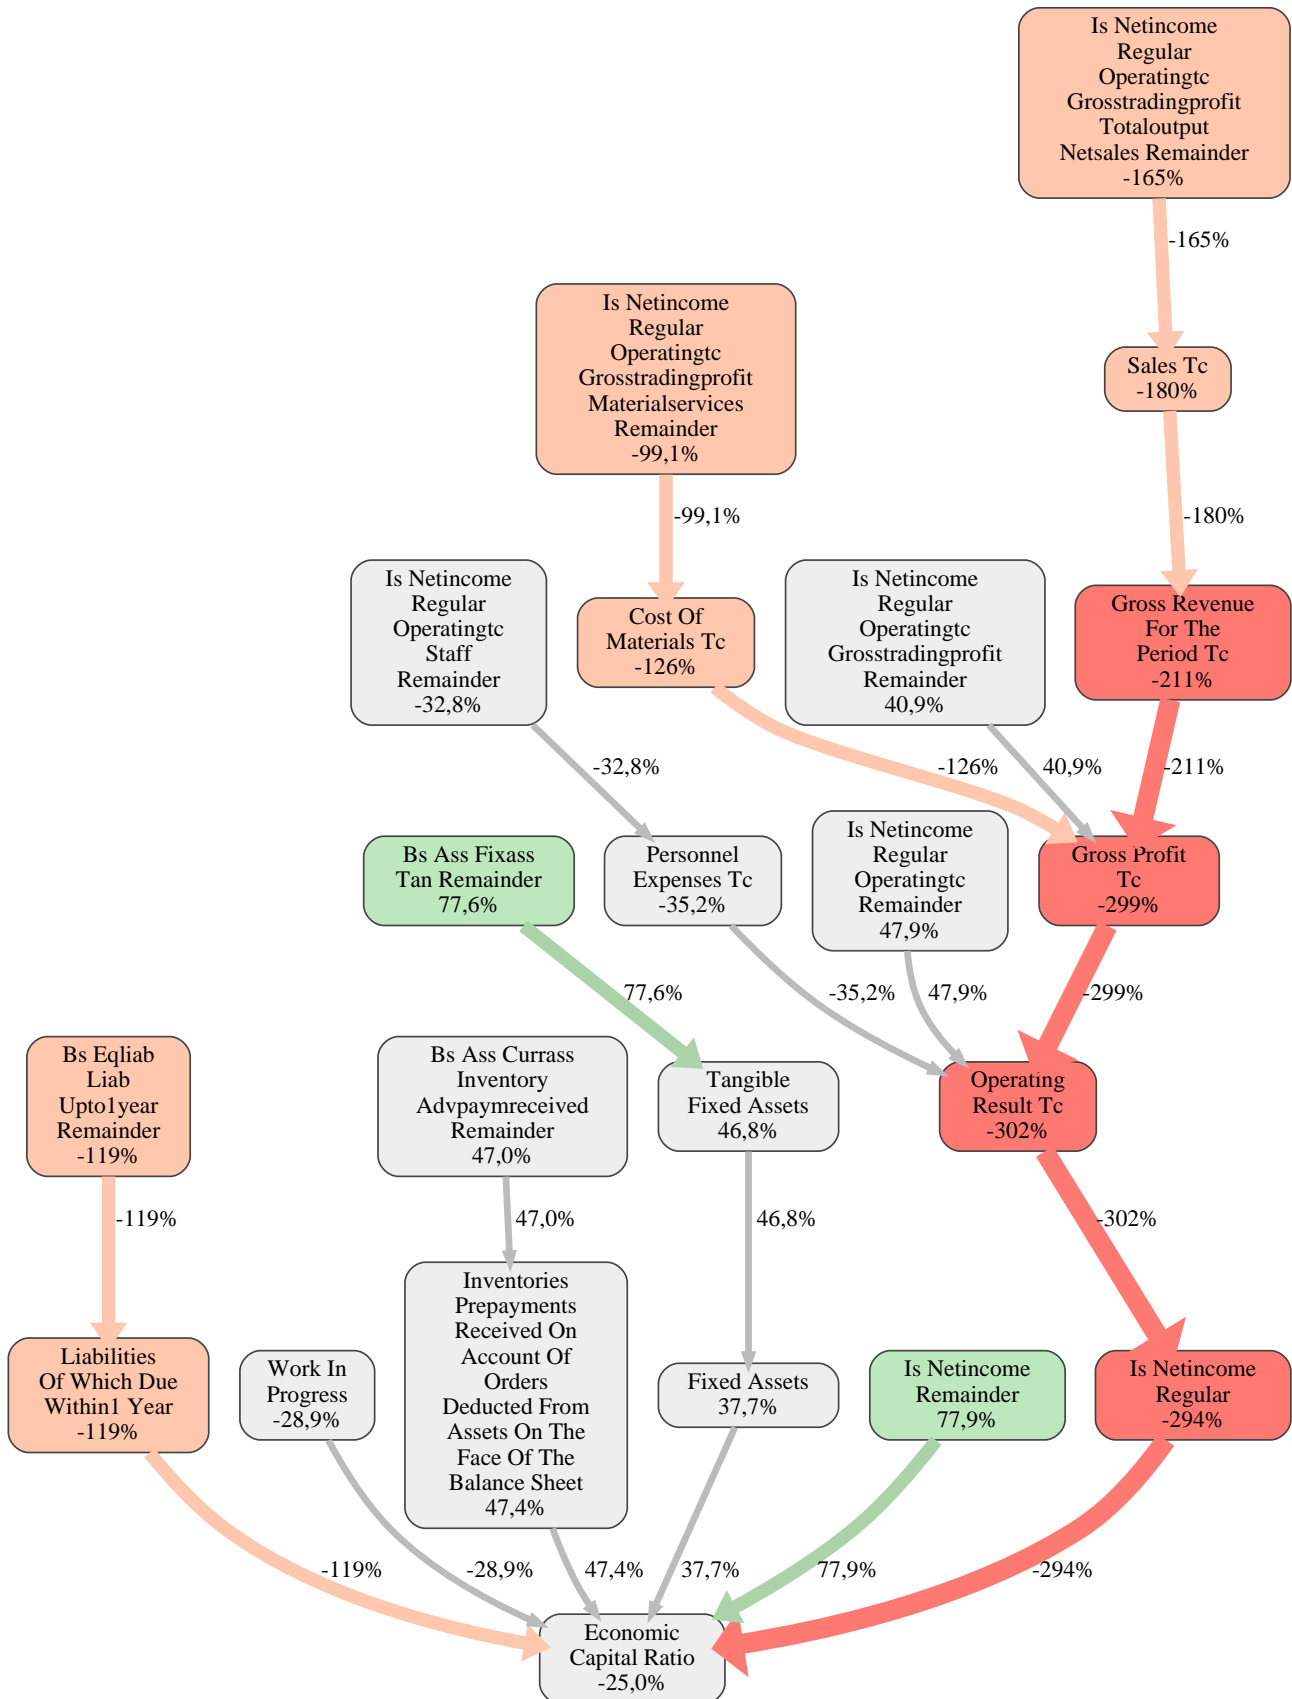 Is Netincome
Regular
Operatingtc
Grosstradingprofit
Totaloutput
Netsales Remainder
-165%
-165%
Is Netincome
Regular
Operatingtc
Grosstradingprofit
Materialservices
Remainder
-99,1%
Sales Tc
-180%
-99,1%
-180%
Is Netincome
Regular
Operatingtc
Staff
Remainder
-32,8%
Cost Of
Materials Tc
-126%
Is Netincome
Regular
Operatingtc
Grosstradingprofit
Remainder
40,9%
Gross Revenue
For The
Period Tc
-211%
-32,8%
-126%
40,9%
-211%
Bs Ass Fixass
Tan Remainder
77,6%
Personnel
Expenses Tc
-35,2%
Is Netincome
Regular
Operatingtc
Remainder
47,9%
Gross Profit
Tc
-299%
77,6%
-35,2%
47,9%
-299%
Bs Eqliab
Liab
Upto1year
Remainder
-119%
Bs Ass Currass
Inventory
Advpaymreceived
Remainder
47,0%
Tangible
Fixed Assets
46,8%
Operating
Result Tc
-302%
-119%
47,0%
46,8%
-302%
Liabilities
Of Which Due
Within1 Year
-119%
Work In
Progress
-28,9%
Inventories
Prepayments
Received On
Account Of
Orders
Deducted From
Assets On The
Face Of The
Balance Sheet
47,4%
Fixed Assets
37,7%
Is Netincome
Remainder
77,9%
Is Netincome
Regular
-294%
-119%
-28,9%
47,4%
37,7%
77,9%
-294%
Economic
Capital Ratio
-25,0%